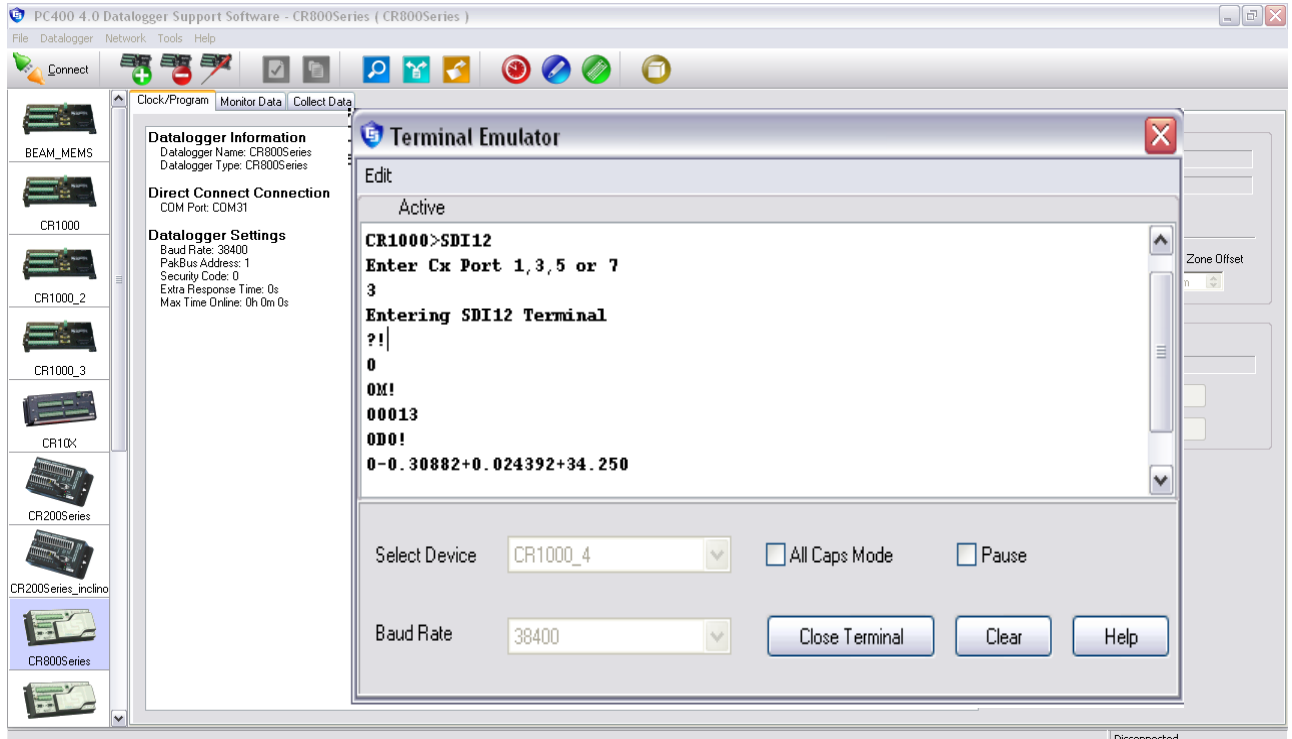 PC400 4.0 Datalogger Support Software - CR800Series ( CR800Series )
File Datalogger Network Tools Help
Connect
Clock/Program Monitor Data Collect Data
BEAM_MEMS
CR1000
CR1000_2
CR1000_3
CR10X
CR200Series
CR200Series_inclino
CR800Series
Datalogger Information
Datalogger Name: CR800Series
Datalogger Type: CR800Series
Direct Connect Connection
COM Port: COM31
Datalogger Settings
Baud Rate: 38400
PakBus Address: 1
Security Code: 0
Extra Response Time: 0s
Max Time Online: 0h 0m 0s
Terminal Emulator
Edit
Active
CR1000>SDI12
Enter Cx Port 1,3,5 or 7
3
Entering SDI12 Terminal
?!
0
0M!
00013
0D0!
0-0.30882+0.024392+34.250
Select Device CR1000_4 All Caps Mode Pause
Baud Rate 38400 Close Terminal Clear Help
Zone Offset
Disconnected